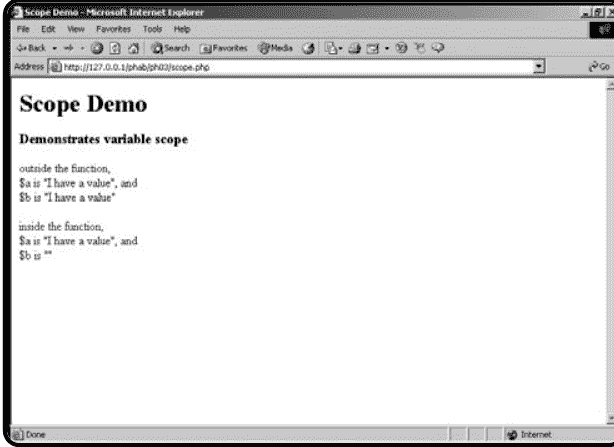 Scope Demo - Microsoft Internet Explorer
File Edit View Favorites Tools Help
Back Search Favorites Media
Address http://127.0.0.1/phab/ph03/scope.php Go
Scope Demo
Demonstrates variable scope
outside the function,
$a is "I have a value", and
$b is "I have a value"
inside the function,
$a is "I have a value", and
$b is ""
Done Internet